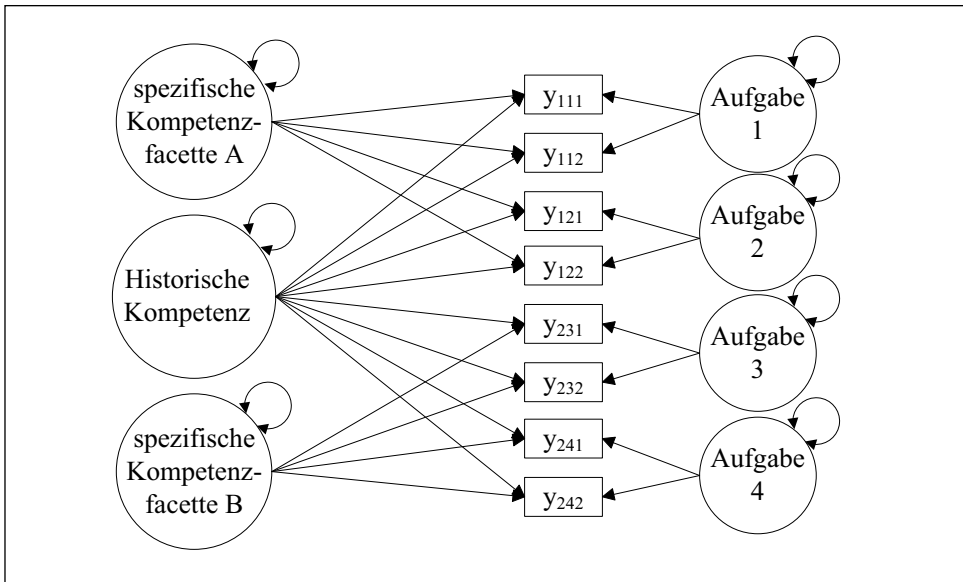 spezifische
Kompetenz-
facette A
Historische
Kompetenz
spezifische
Kompetenz-
facette B
y111
y112
y121
y122
y231
y232
y241
y242
Aufgabe
1
Aufgabe
2
Aufgabe
3
Aufgabe
4